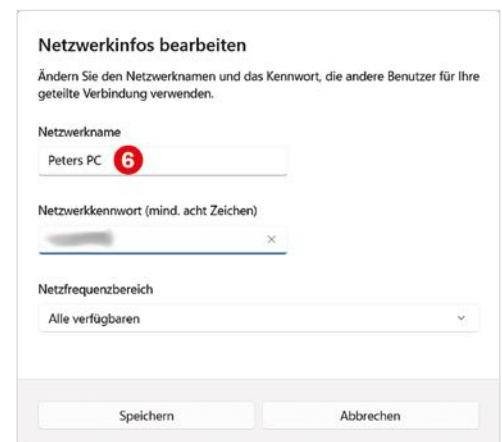 Netzwerkinfos bearbeiten
Ändern Sie den Netzwerknamen und das Kennwort, die andere Benutzer für Ihre
geteilte Verbindung verwenden.
Netzwerkname
Peters PC 6
Netzwerkkennwort (mind. acht Zeichen)
Netzfrequenzbereich
Alle verfügbaren
Speichern Abbrechen